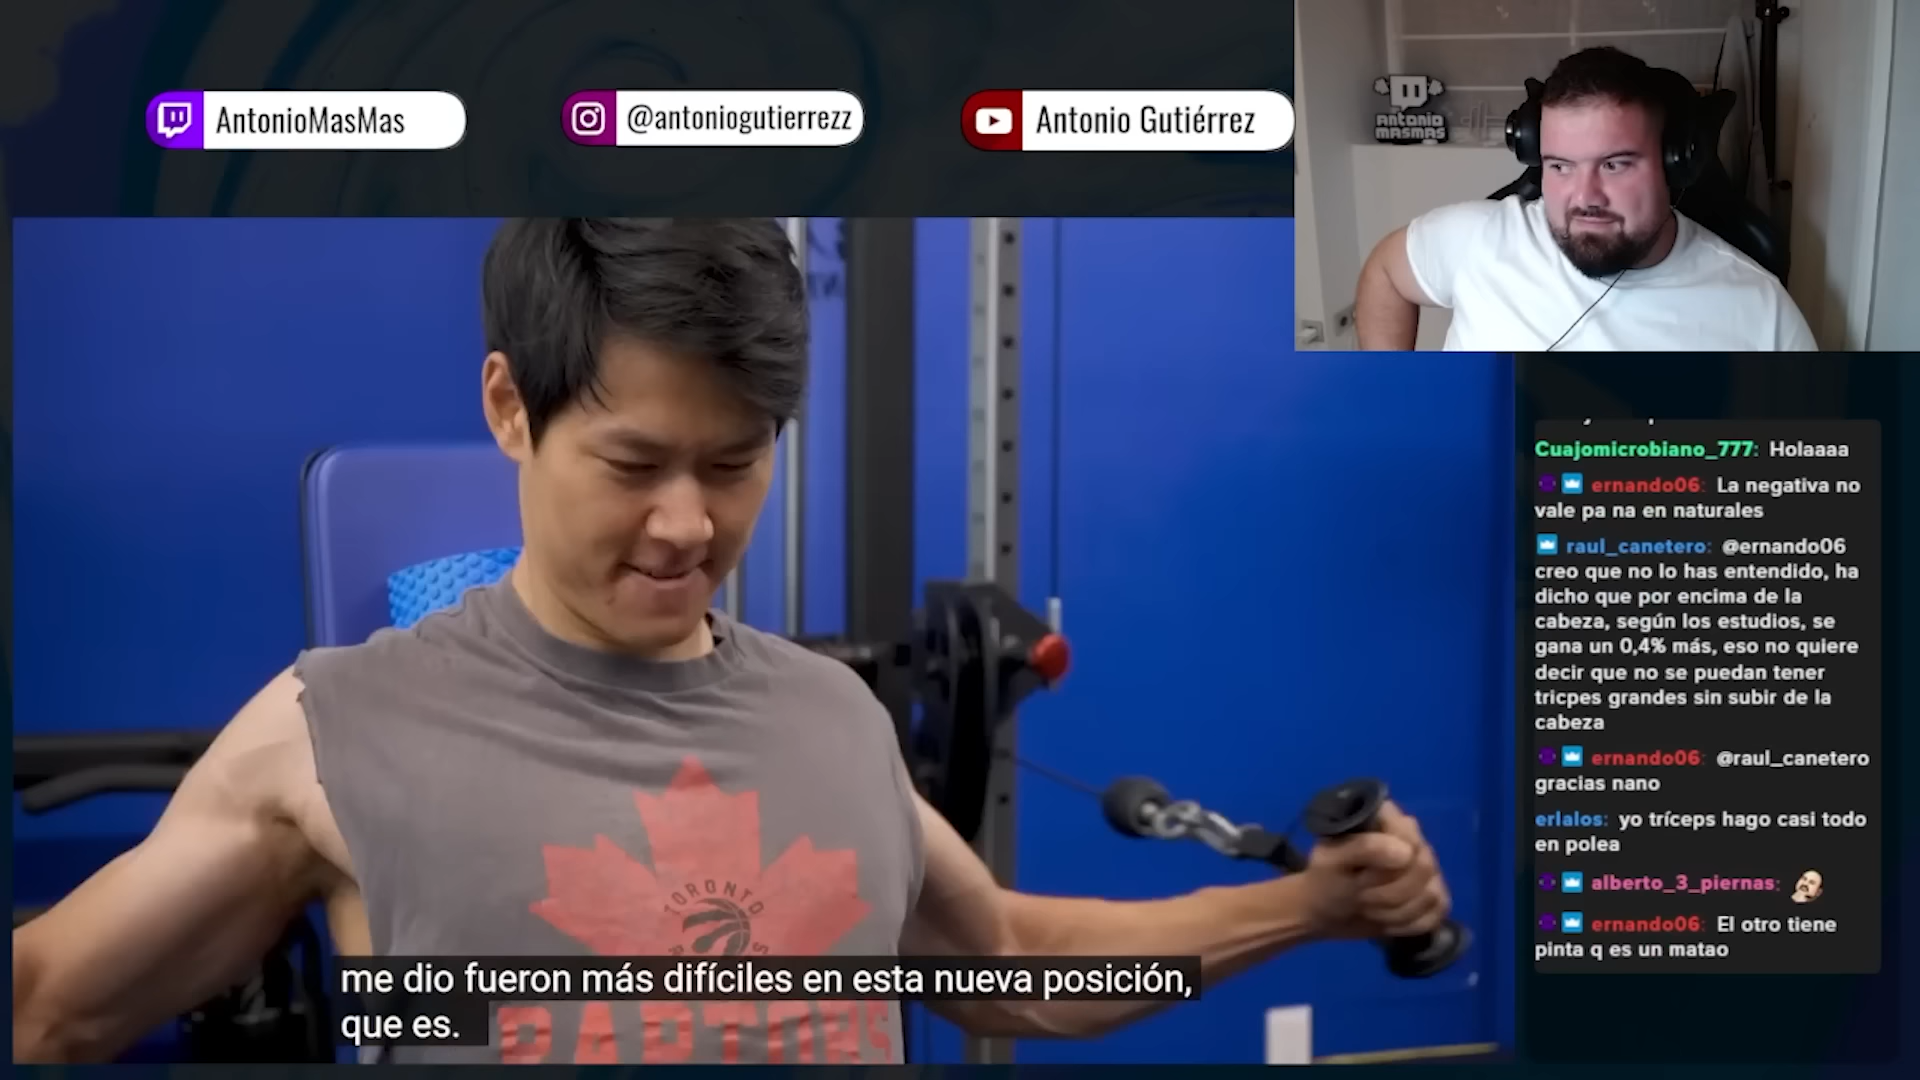 AntonioMasMas
@antoniogutierrezz
Antonio Gutiérrez
ANTONIO
MASMAS
TORONTO
RAPTORS
me dio fueron más difíciles en esta nueva posición,
que es.
Cuajomicrobiano_777: Holaaaa
ernando06: La negativa no
vale pa na en naturales
raul_canetero: @ernando06
creo que no lo has entendido, ha
dicho que por encima de la
cabeza, según los estudios, se
gana un 0,4% más, eso no quiere
decir que no se puedan tener
tricpes grandes sin subir de la
cabeza
ernando06: @raul_canetero
gracias nano
erlalos: yo tríceps hago casi todo
en polea
alberto_3_piernas:
ernando06: El otro tiene
pinta q es un matao